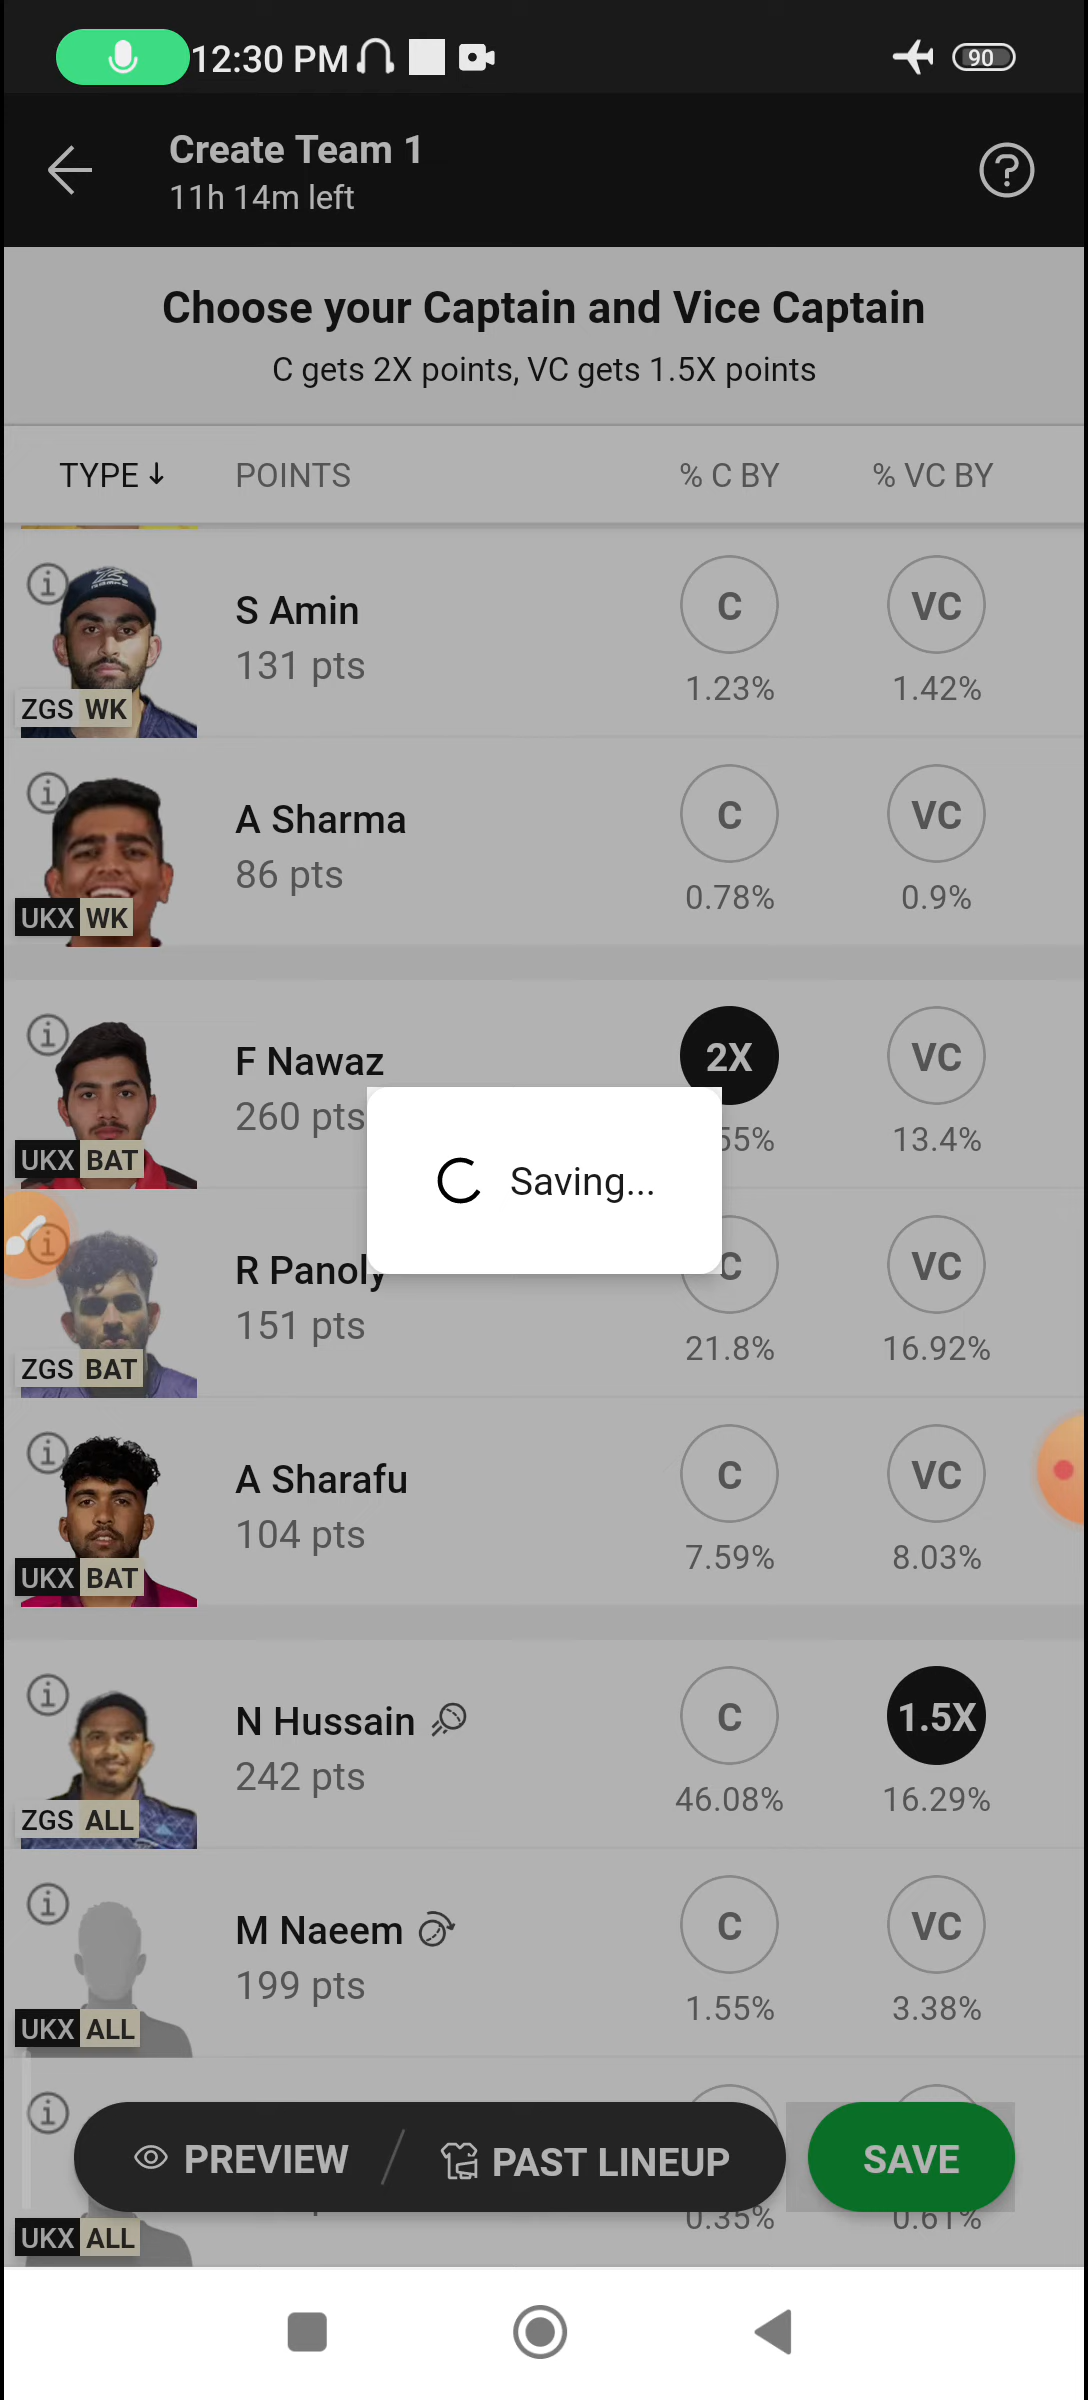 12:30 PM
90
Create Team 1
11h 14m left
Choose your Captain and Vice Captain
C gets 2X points, VC gets 1.5X points
TYPE POINTS % C BY % VC BY
S Amin
131 pts
C VC
1.23% 1.42%
ZGS WK
A Sharma
86 pts
C VC
0.78% 0.9%
UKX WK
F Nawaz
260 pts
2X VC
55% 13.4%
UKX BAT
Saving...
R Panoly
151 pts
C VC
21.8% 16.92%
ZGS BAT
A Sharafu
104 pts
C VC
7.59% 8.03%
UKX BAT
N Hussain
242 pts
C 1.5X
46.08% 16.29%
ZGS ALL
M Naeem
199 pts
C VC
1.55% 3.38%
UKX ALL
PREVIEW PAST LINEUP SAVE
0.35% 0.61%
UKX ALL